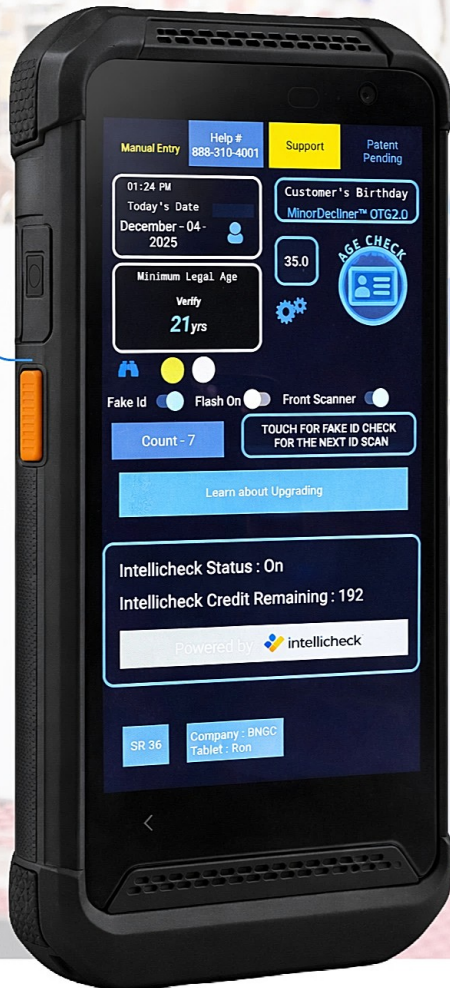 Manual Entry
Help #
888-310-4001
Support
Patent
Pending
01:24 PM
Today's Date
December - 04 -
2025
Customer's Birthday
MinorDecliner™ OTG2.0
Minimum Legal Age
Verify
21yrs
35.0
AGE CHECK
Fake Id
Flash On
Front Scanner
Count - 7
TOUCH FOR FAKE ID CHECK
FOR THE NEXT ID SCAN
Learn about Upgrading
Intellicheck Status : On
Intellicheck Credit Remaining : 192
Powered by intellicheck
SR 36
Company : BNGC
Tablet : Ron